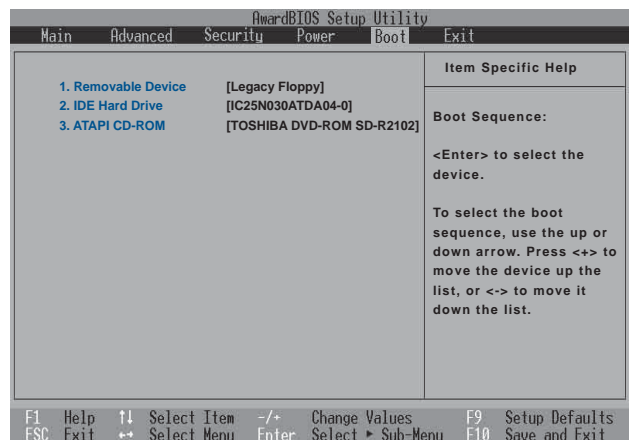 AwardBIOS Setup Utility
Main Advanced Security Power Boot Exit
1. Removable Device [Legacy Floppy]
2. IDE Hard Drive [IC25N030ATDA04-0]
3. ATAPI CD-ROM [TOSHIBA DVD-ROM SD-R2102]
Item Specific Help
Boot Sequence:
<Enter> to select the
device.
To select the boot
sequence, use the up or
down arrow. Press <+> to
move the device up the
list, or <-> to move it
down the list.
F1 Help ↑↓ Select Item -/+ Change Values F9 Setup Defaults
ESC Exit ←→ Select Menu Enter Select ► Sub-Menu F10 Save and Exit